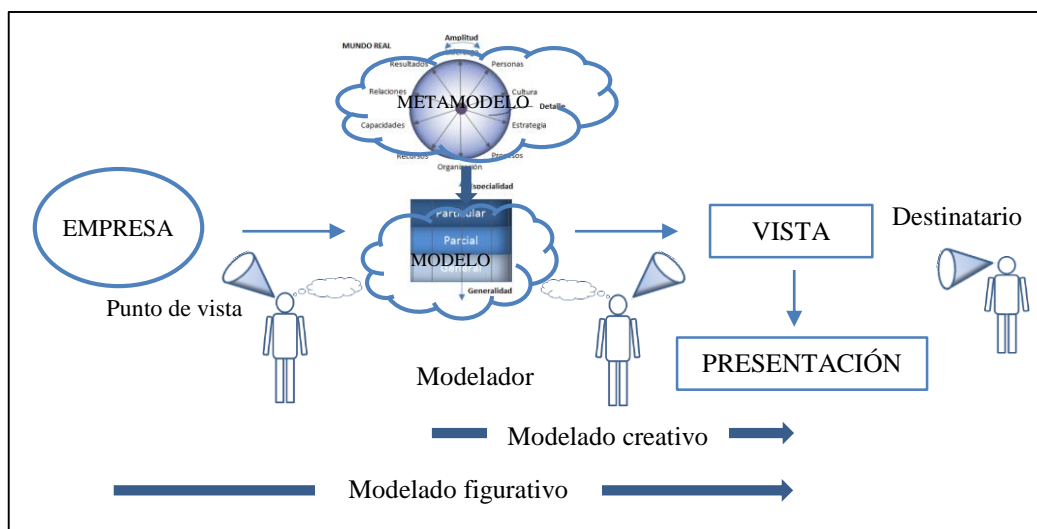 MUNDO REAL
Amplitud
Resultados
Personas
Relaciones
Cultura
METAMODELO
Detalle
Capacidades
Estrategia
Recursos
Procesos
Organización
Especialidad
Particular
EMPRESA
Parcial
MODELO
General
Generalidad
VISTA
Destinatario
Punto de vista
PRESENTACIÓN
Modelador
Modelado creativo
Modelado figurativo